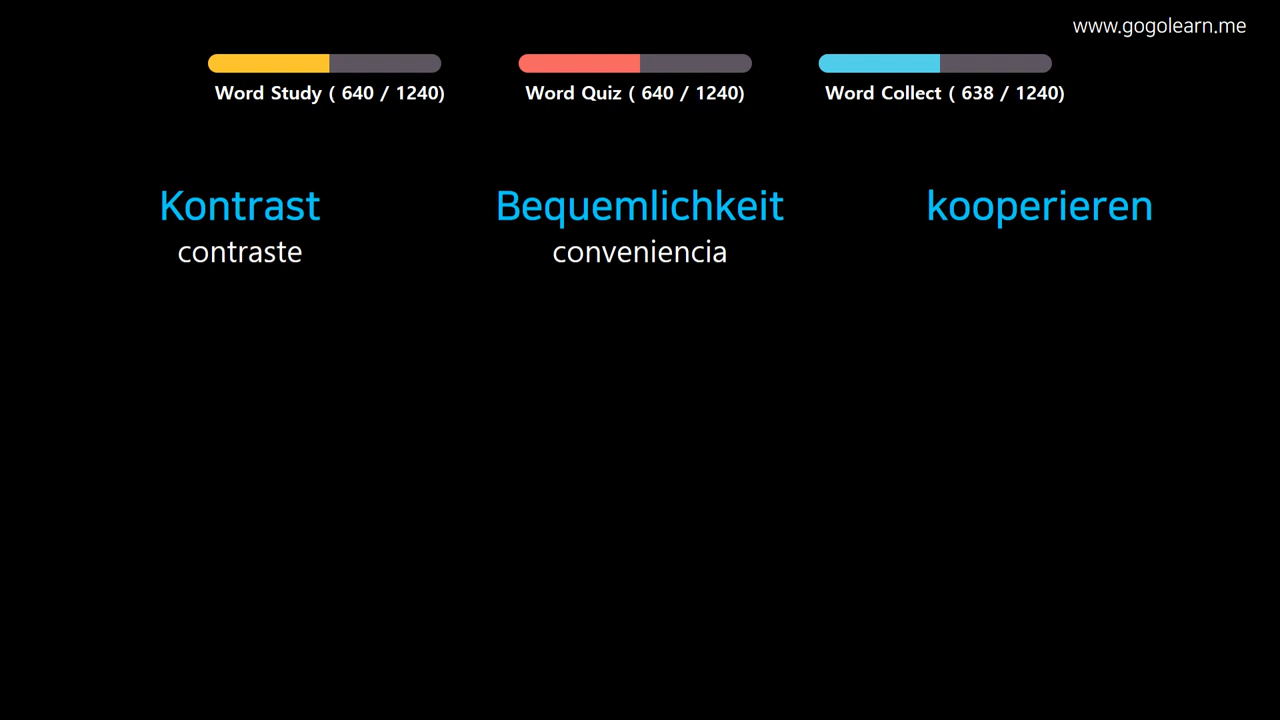 www.gogolearn.me
Word Study ( 640 / 1240)
Word Quiz ( 640 / 1240)
Word Collect ( 638 / 1240)
Kontrast
contraste
Bequemlichkeit
conveniencia
kooperieren